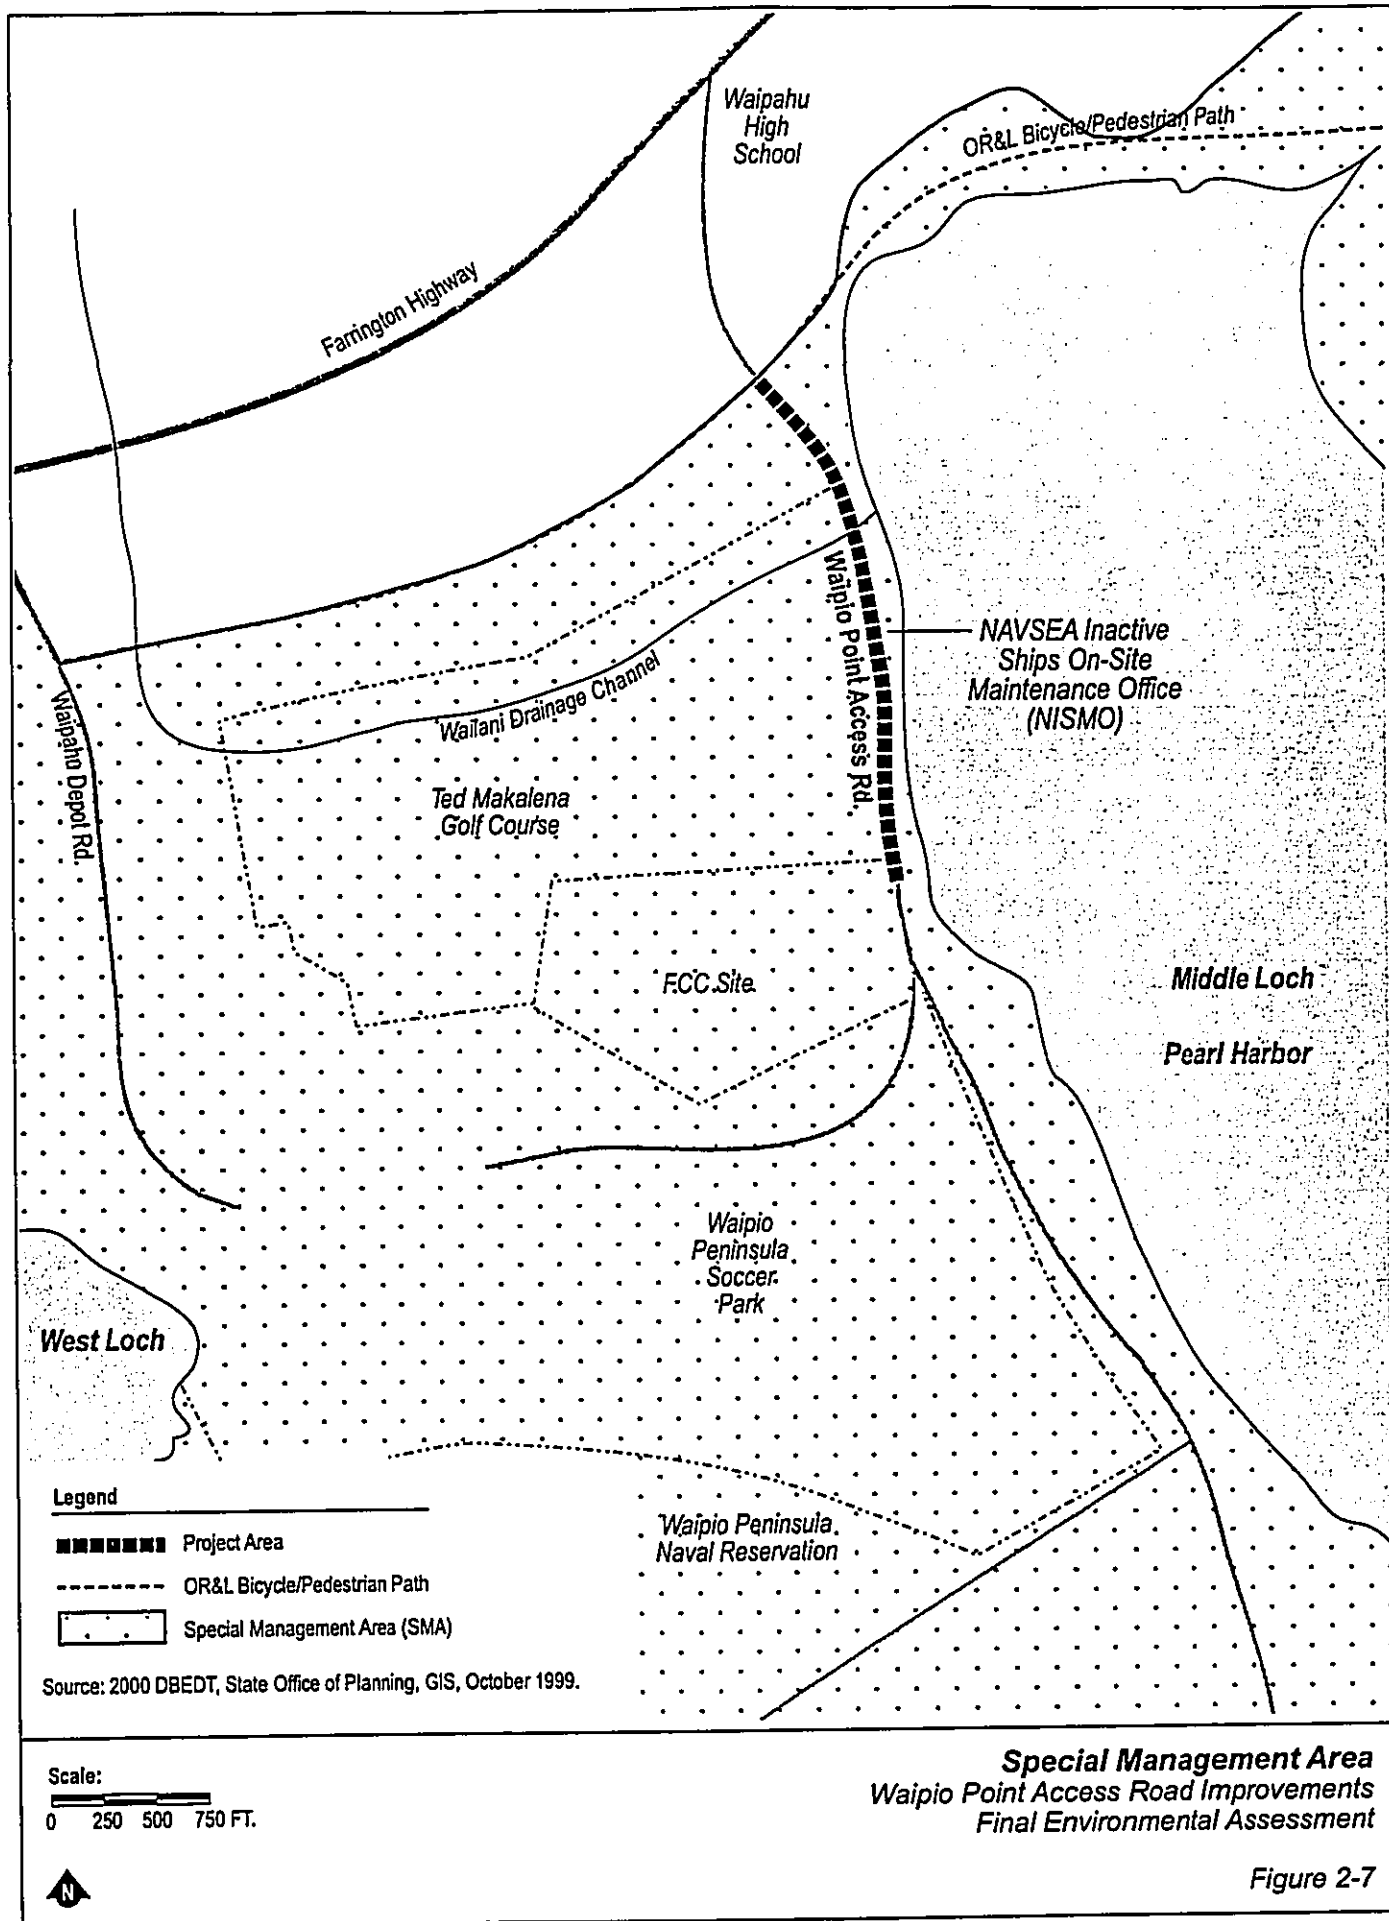 Waipahu
High
School
OR&L Bicycle/Pedestrian Path
Farrington Highway
Waipio Point Access Rd.
NAVSEA Inactive
Ships On-Site
Maintenance Office
(NISMO)
Wailani Drainage Channel
Waipaho Depot Rd.
Ted Makalena
Golf Course
FCC Site
Middle Loch
Pearl Harbor
Waipio
Peninsula
Soccer
Park
West Loch
Waipio Peninsula
Naval Reservation
Legend
Project Area
OR&L Bicycle/Pedestrian Path
Special Management Area (SMA)
Source: 2000 DBEDT, State Office of Planning, GIS, October 1999.
Scale:
0 250 500 750 FT.
N
Special Management Area
Waipio Point Access Road Improvements
Final Environmental Assessment
Figure 2-7